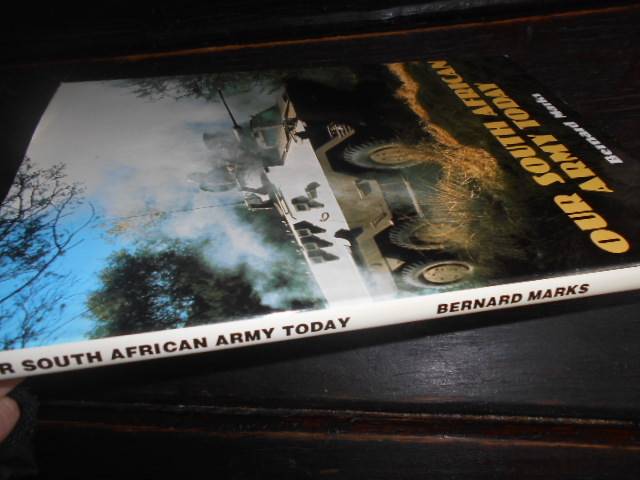 OUR SOUTH AFRICAN
ARMY TODAY
Bernard Marks
R SOUTH AFRICAN ARMY TODAY
BERNARD MARKS